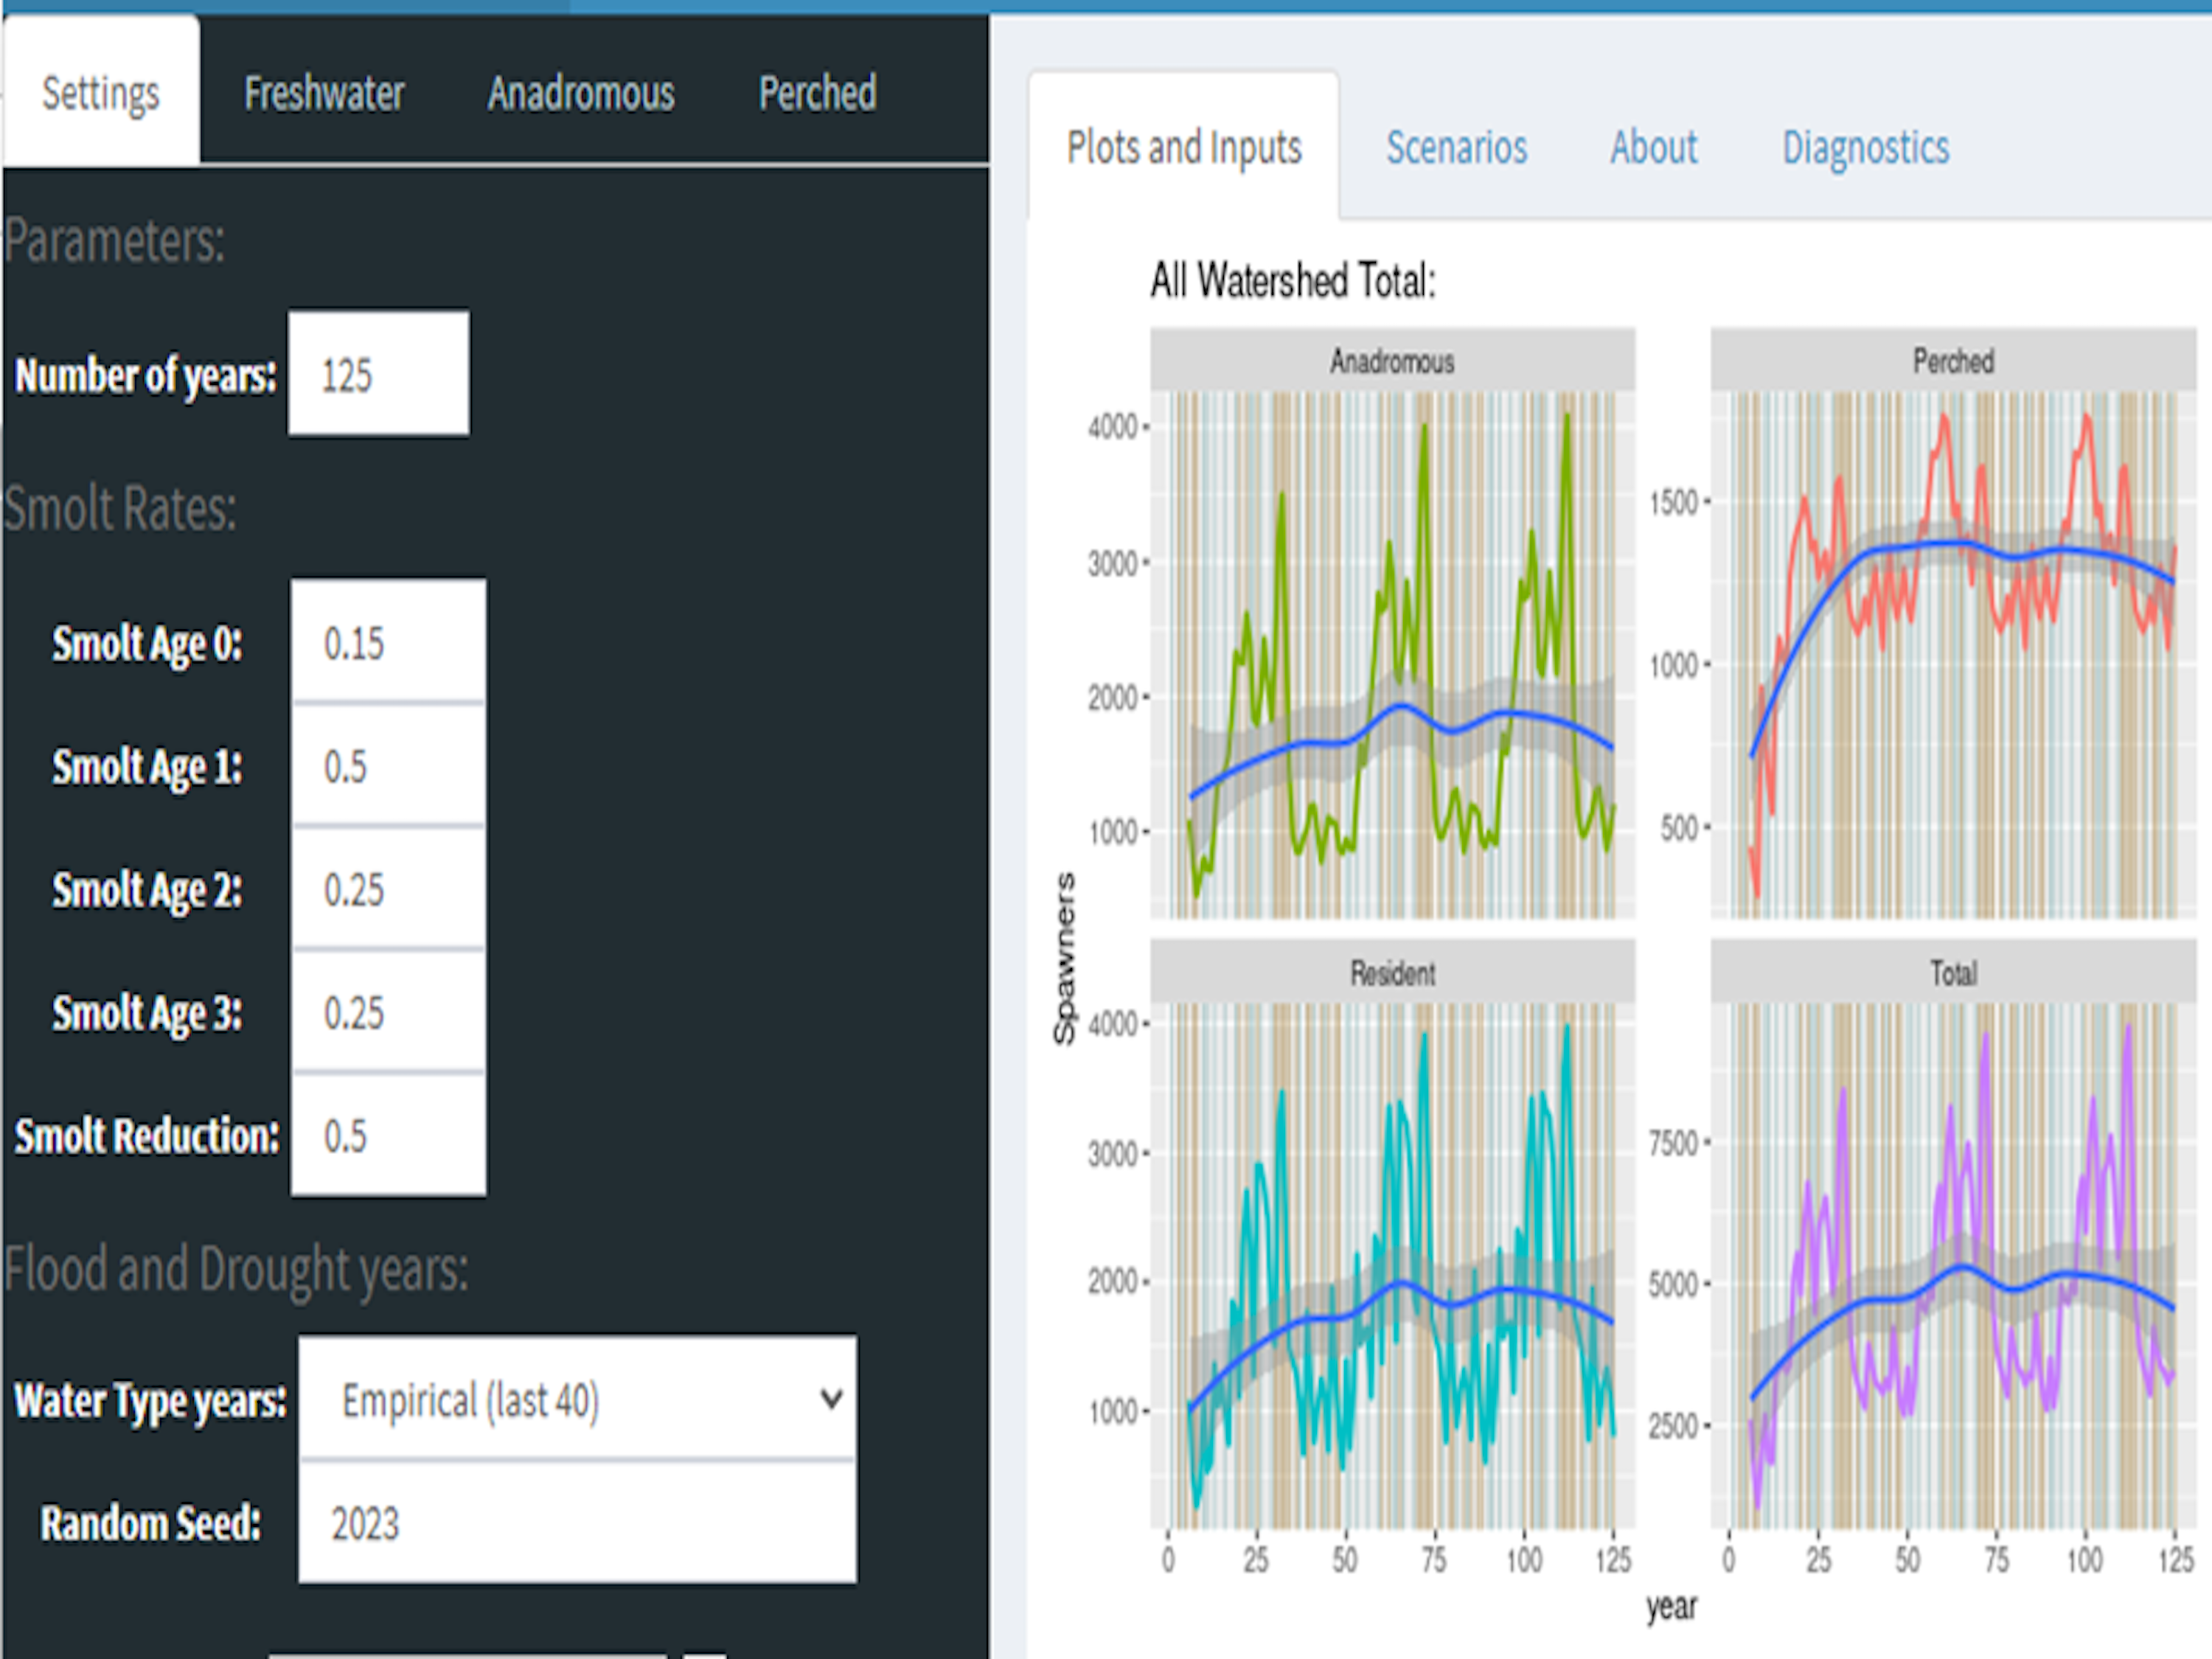 Settings Freshwater Anadromous Perched
Parameters:
Number of years: 125
Smolt Rates:
Smolt Age 0: 0.15
Smolt Age 1: 0.5
Smolt Age 2: 0.25
Smolt Age 3: 0.25
Smolt Reduction: 0.5
Flood and Drought years:
Water Type years: Empirical (last 40)
Random Seed: 2023
Plots and Inputs Scenarios About Diagnostics
All Watershed Total:
Anadromous
4000
3000
2000
1000
Perched
1500
1000
500
Spawners
Resident
4000
3000
2000
1000
0 25 50 75 100 125
Total
7500
5000
2500
0 25 50 75 100 125
year